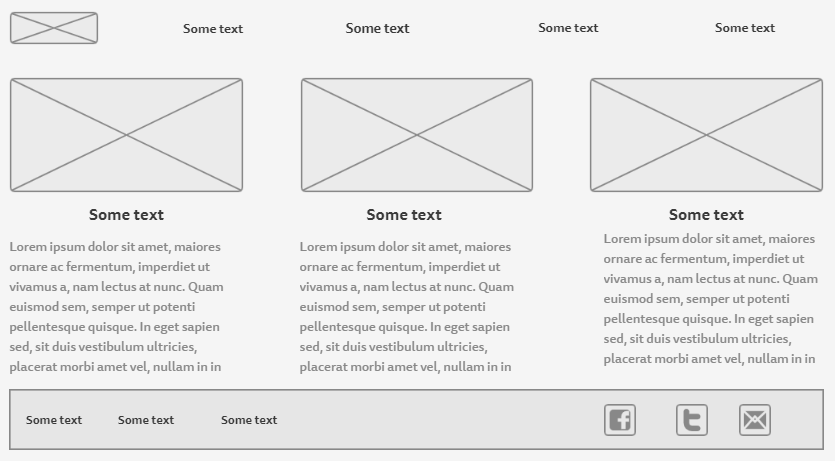 Some text
Some text
Some text
Some text
Some text
Lorem ipsum dolor sit amet, maiores
ornare ac fermentum, imperdiet ut
vivamus a, nam lectus at nunc. Quam
euismod sem, semper ut potenti
pellentesque quisque. In eget sapien
sed, sit duis vestibulum ultricies,
placerat morbi amet vel, nullam in in
Some text
Lorem ipsum dolor sit amet, maiores
ornare ac fermentum, imperdiet ut
vivamus a, nam lectus at nunc. Quam
euismod sem, semper ut potenti
pellentesque quisque. In eget sapien
sed, sit duis vestibulum ultricies,
placerat morbi amet vel, nullam in in
Some text
Lorem ipsum dolor sit amet, maiores
ornare ac fermentum, imperdiet ut
vivamus a, nam lectus at nunc. Quam
euismod sem, semper ut potenti
pellentesque quisque. In eget sapien
sed, sit duis vestibulum ultricies,
placerat morbi amet vel, nullam in in
Some text
Some text
Some text